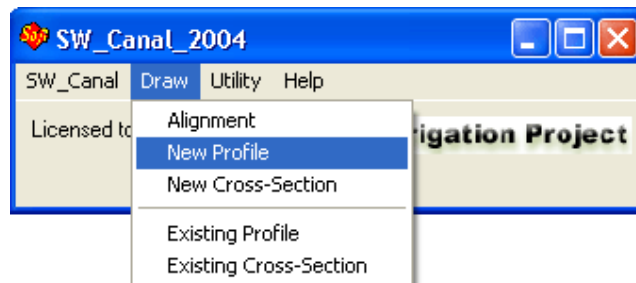 SW_Canal_2004
SW_Canal Draw Utility Help
Licensed to
rigation Project
Alignment
New Profile
New Cross-Section
Existing Profile
Existing Cross-Section